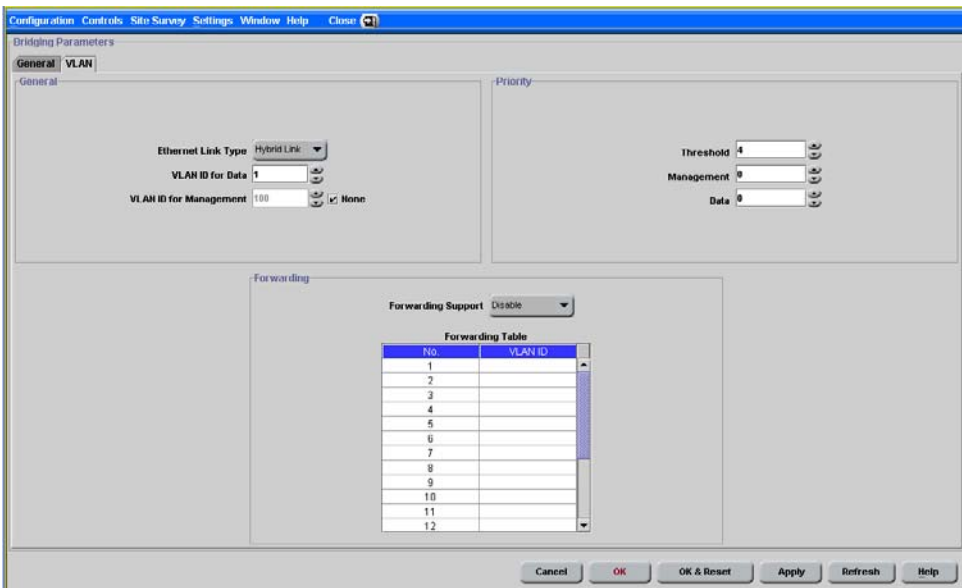 Configuration Controls Site Survey Settings Window Help Close
Bridging Parameters
General VLAN
General
Ethernet Link Type Hybrid Link
VLAN ID for Data 1
VLAN ID for Management 100 None
Priority
Threshold 4
Management 0
Data 0
Forwarding
Forwarding Support Disable
Forwarding Table
No. VLAN ID
1
2
3
4
5
6
7
8
9
10
11
12
Cancel OK OK & Reset Apply Refresh Help